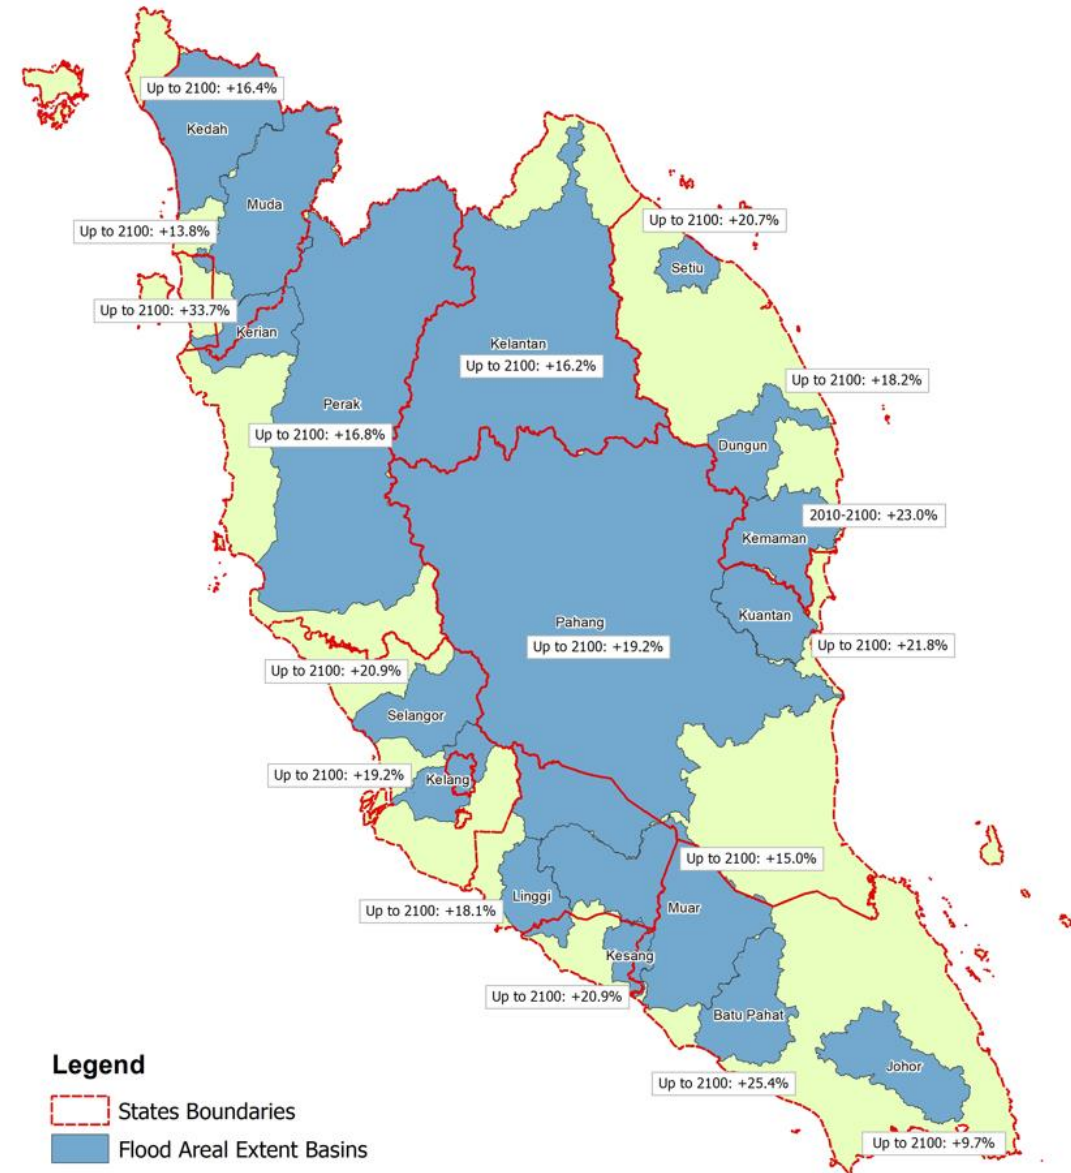 Up to 2100: +16.4%
Kedah
Muda
Up to 2100: +20.7%
Up to 2100: +13.8%
Setiu
Up to 2100: +33.7%
Kerian
Kelantan
Up to 2100: +16.2%
Up to 2100: +18.2%
Perak
Up to 2100: +16.8%
Dungun
2010-2100: +23.0%
Kemaman
Kuantan
Pahang
Up to 2100: +19.2%
Up to 2100: +21.8%
Up to 2100: +20.9%
Selangor
Up to 2100: +19.2%
Kelang
Up to 2100: +15.0%
Linggi
Up to 2100: +18.1%
Muar
Kesang
Up to 2100: +20.9%
Batu Pahat
Johor
Up to 2100: +25.4%
Up to 2100: +9.7%
Legend
States Boundaries
Flood Areal Extent Basins